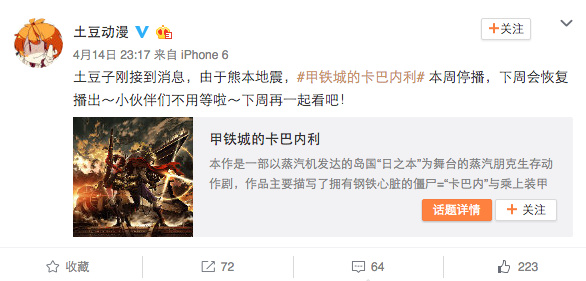 土豆动漫
+关注
4月14日 23:17 来自 iPhone 6
土豆子刚接到消息，由于熊本地震，#甲铁城的卡巴内利# 本周停播，下周会恢复
播出～小伙伴们不用等啦～下周再一起看吧！
甲铁城的卡巴内利
本作是一部以蒸汽机发达的岛国“日之本”为舞台的蒸汽朋克生存动
作剧，作品主要描写了拥有钢铁心脏的僵尸=“卡巴内”与乘上装甲
话题详情
+ 关注
收藏
72
64
223